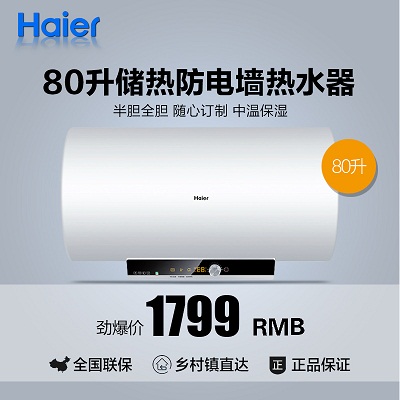 Haier
80升储热防电墙热水器
半胆全胆 随心订制 中温保湿
80升
Haier
劲爆价 1799 RMB
全国联保 乡村镇直达 正 正品保证